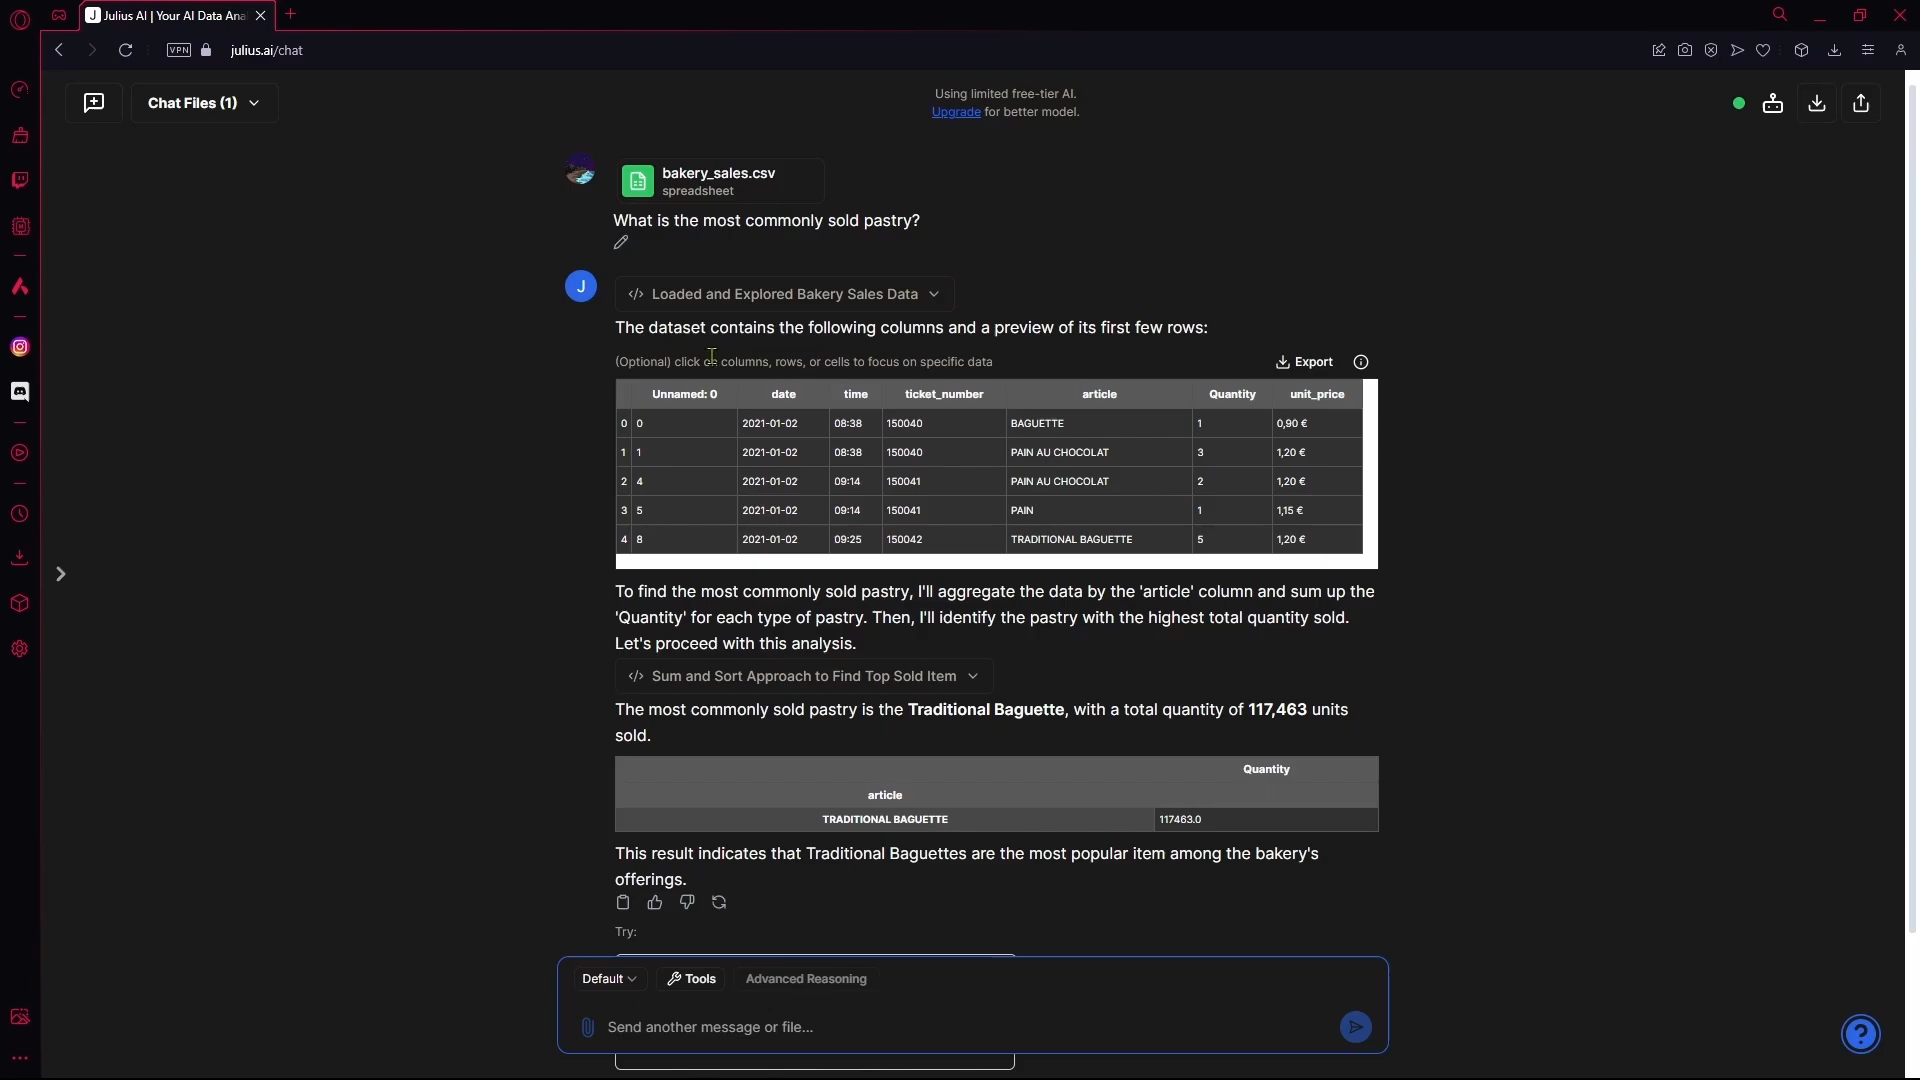 Julius AI | Your AI Data Ana
VPN
julius.ai/chat
Chat Files (1)
Using limited free-tier AI.
Upgrade for better model.
bakery_sales.csv
spreadsheet
What is the most commonly sold pastry?
J
</> Loaded and Explored Bakery Sales Data
The dataset contains the following columns and a preview of its first few rows:
(Optional) click on columns, rows, or cells to focus on specific data
Export
Unnamed: 0 date time ticket_number article Quantity unit_price
0 0 2021-01-02 08:38 150040 BAGUETTE 1 0,90 €
1 1 2021-01-02 08:38 150040 PAIN AU CHOCOLAT 3 1,20 €
2 4 2021-01-02 09:14 150041 PAIN AU CHOCOLAT 2 1,20 €
3 5 2021-01-02 09:14 150041 PAIN 1 1,15 €
4 8 2021-01-02 09:25 150042 TRADITIONAL BAGUETTE 5 1,20 €
To find the most commonly sold pastry, I'll aggregate the data by the 'article' column and sum up the
'Quantity' for each type of pastry. Then, I'll identify the pastry with the highest total quantity sold.
Let's proceed with this analysis.
</> Sum and Sort Approach to Find Top Sold Item
The most commonly sold pastry is the Traditional Baguette, with a total quantity of 117,463 units
sold.
Quantity
article
TRADITIONAL BAGUETTE 117463.0
This result indicates that Traditional Baguettes are the most popular item among the bakery's
offerings.
Try:
Default Tools Advanced Reasoning
Send another message or file...
?